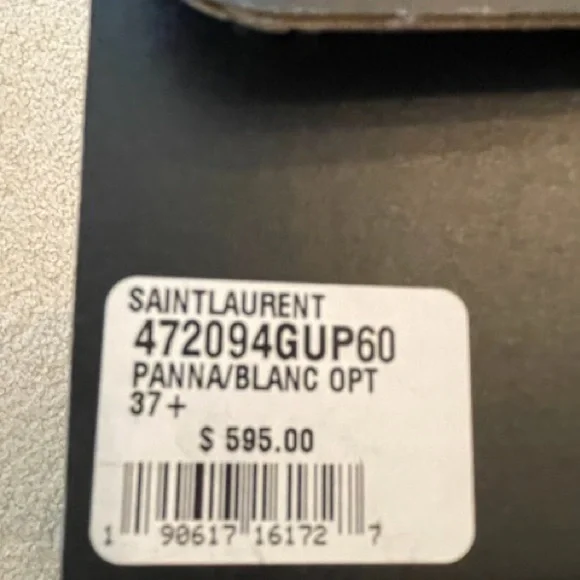 SAINTLAURENT
472094GUP60
PANNA/BLANC OPT
37+
$ 595.00
1 90617 16172 7